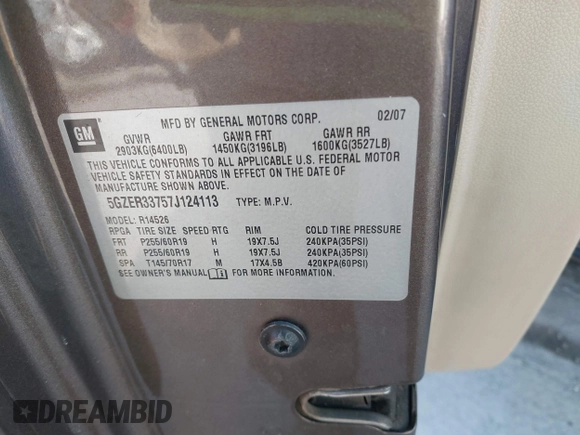 GM
MFD BY GENERAL MOTORS CORP. 02/07
GVWR GAWR FRT GAWR RR
2903KG(6400LB) 1450KG(3196LB) 1600KG(3527LB)
THIS VEHICLE CONFORMS TO ALL APPLICABLE U.S. FEDERAL MOTOR
VEHICLE SAFETY STANDARDS IN EFFECT ON THE DATE OF
MANUFACTURE SHOWN ABOVE.
5GZER33757J124113 TYPE: M.P.V.
MODEL: R14526
RPGA TIRE SIZE SPEED RTG RIM COLD TIRE PRESSURE
FRT P255/60R19 H 19X7.5J 240KPA(35PSI)
RR P255/60R19 H 19X7.5J 240KPA(35PSI)
SPA T145/70R17 M 17X4.5B 420KPA(60PSI)
SEE OWNER'S MANUAL FOR MORE INFORMATION
DREAMBID